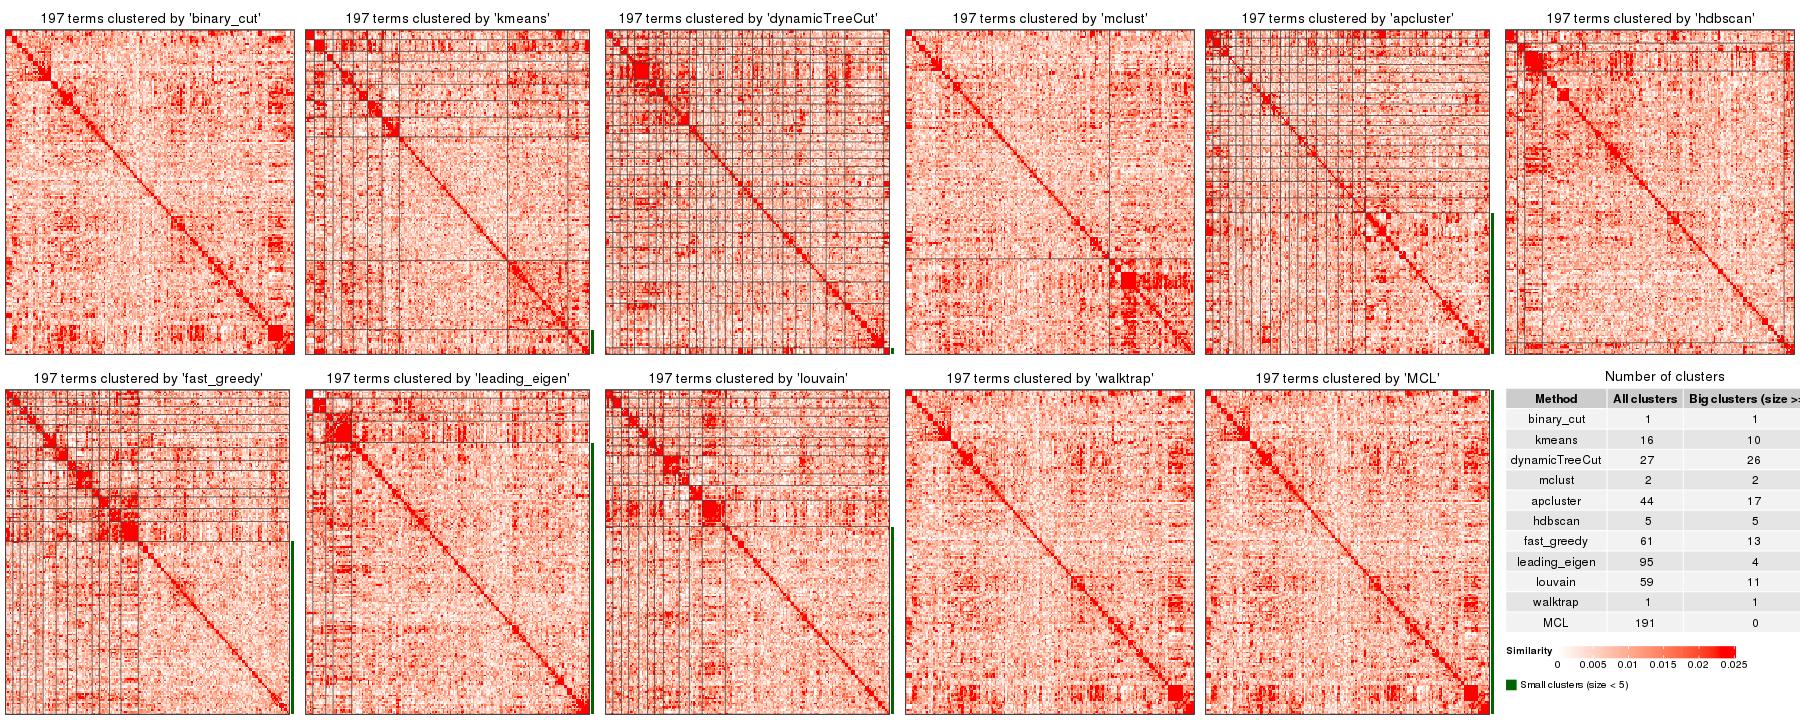 197 terms clustered by 'binary_cut'
197 terms clustered by 'kmeans'
197 terms clustered by 'dynamicTreeCut'
197 terms clustered by 'mclust'
197 terms clustered by 'apcluster'
197 terms clustered by 'hdbscan'
197 terms clustered by 'fast_greedy'
197 terms clustered by 'leading_eigen'
197 terms clustered by 'louvain'
197 terms clustered by 'walktrap'
197 terms clustered by 'MCL'
Number of clusters
Method All clusters Big clusters (size >=
binary_cut 1 1
kmeans 16 10
dynamicTreeCut 27 26
mclust 2 2
apcluster 44 17
hdbscan 5 5
fast_greedy 61 13
leading_eigen 95 4
louvain 59 11
walktrap 1 1
MCL 191 0
Similarity
0 0.005 0.01 0.015 0.02 0.025
Small clusters (size < 5)